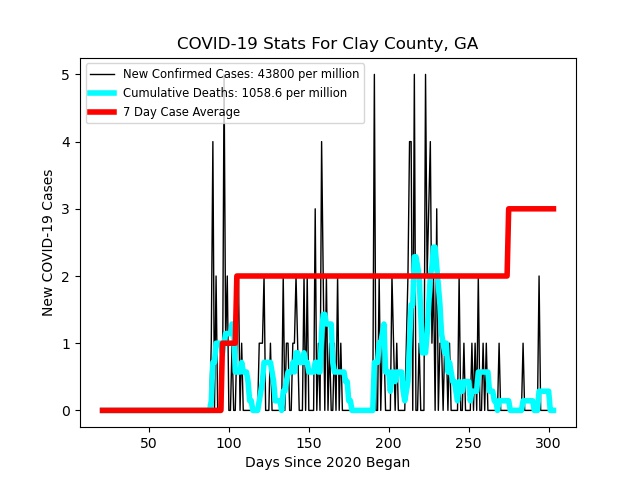 COVID-19 Stats For Clay County, GA
New Confirmed Cases: 43800 per million
Cumulative Deaths: 1058.6 per million
7 Day Case Average
New COVID-19 Cases
5
4
3
2
1
0
50 100 150 200 250 300
Days Since 2020 Began